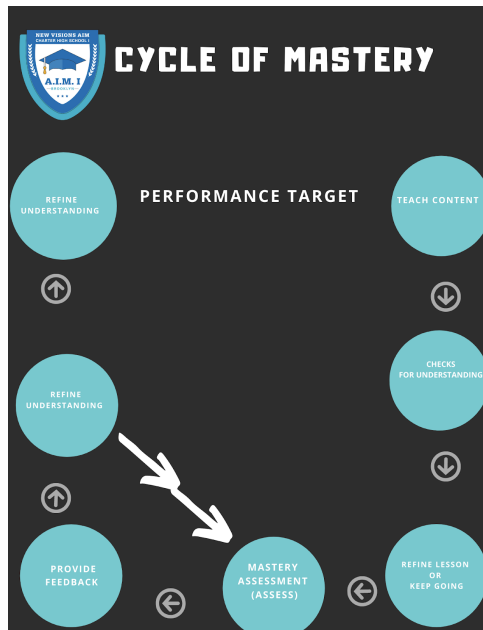 NEW VISIONS AIM
CHARTER HIGH SCHOOL I
A.I.M. I
BROOKLYN
CYCLE OF MASTERY
PERFORMANCE TARGET
REFINE
UNDERSTANDING
TEACH CONTENT
CHECKS
FOR UNDERSTANDING
REFINE
UNDERSTANDING
REFINE LESSON
OR
KEEP GOING
MASTERY
ASSESSMENT
(ASSESS)
PROVIDE
FEEDBACK